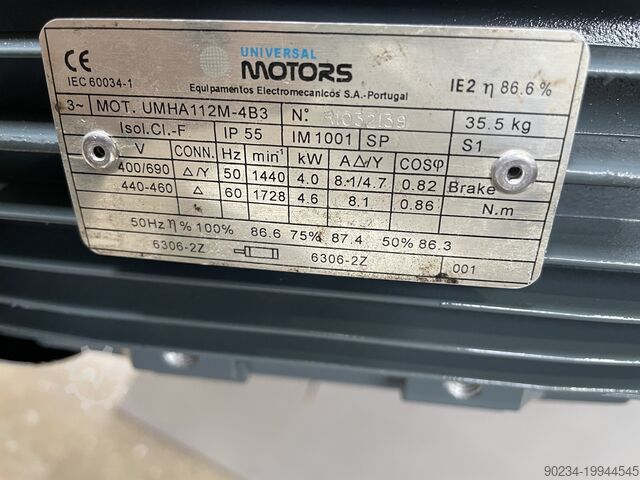 CE
UNIVERSAL
MOTORS
IEC 60034-1
Equipamentos Electromecanicos S.A.-Portugal
IE2 η 86.6 %
3~ MOT. UMHA112M-4B3 Nº: 35.5 kg
Isol.Cl.-F IP 55 IM 1001 SP S1
V CONN. Hz min⁻¹ kW A△/Y COSφ
400/690 △/Y 50 1440 4.0 8.1/4.7 0.82 Brake
440-460 △ 60 1728 4.6 8.1 0.86 N.m
50Hz η% 100% 86.6 75% 87.4 50% 86.3
6306-2Z 6306-2Z 001
90234-19944545